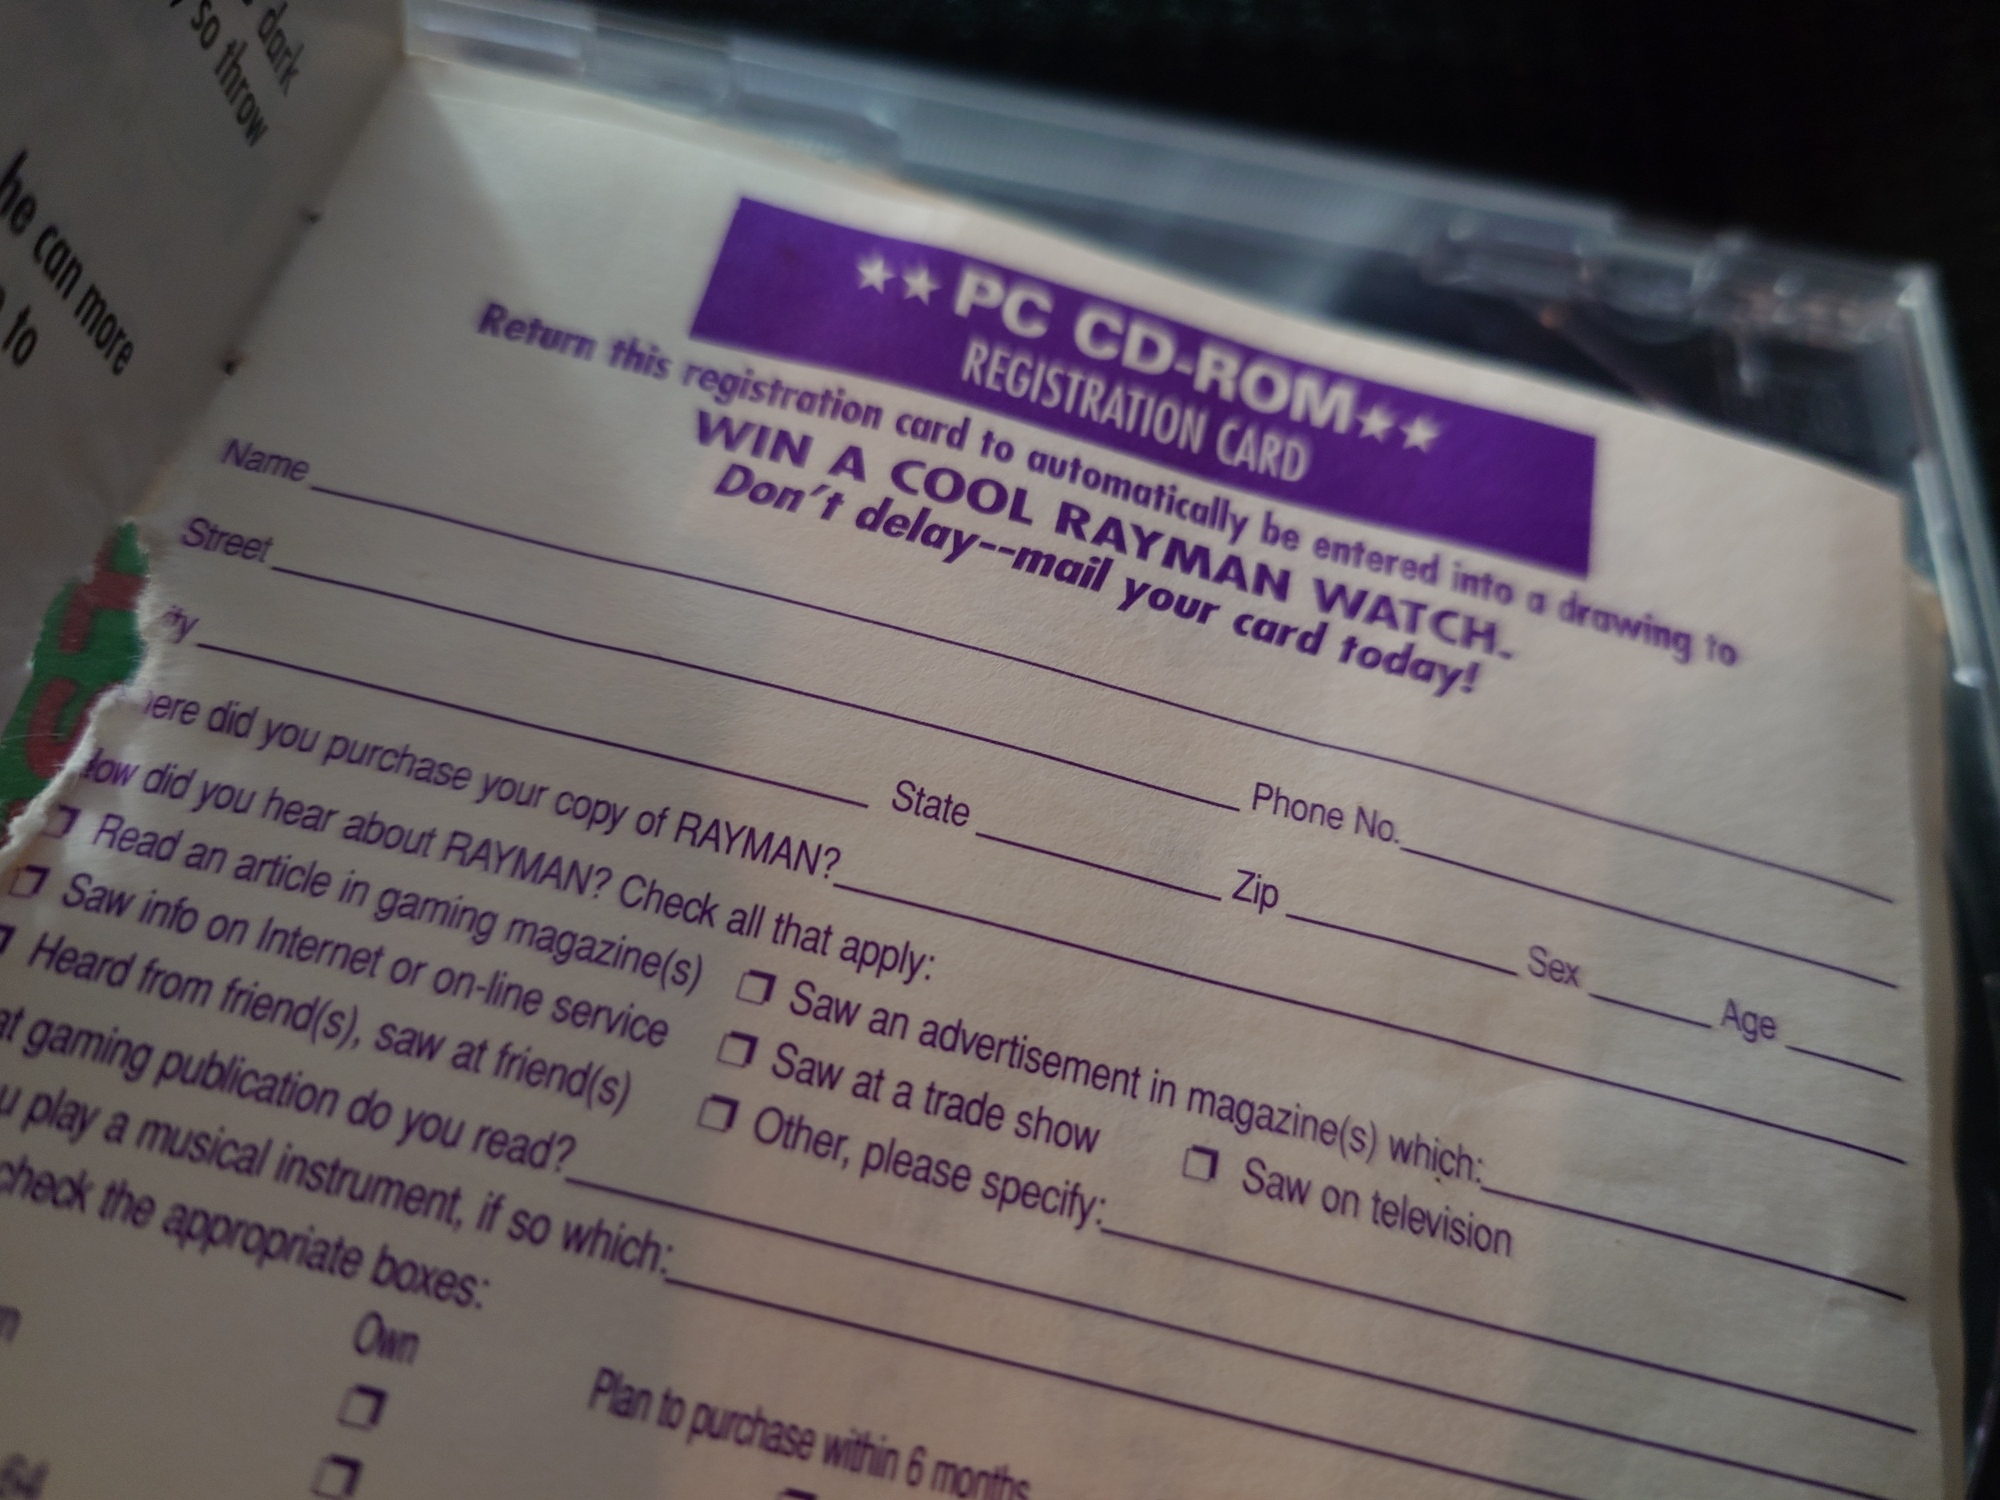 dark
so throw
he can more
to
★★ PC CD-ROM★★
REGISTRATION CARD
Return this registration card to automatically be entered into a drawing to
WIN A COOL RAYMAN WATCH.
Don't delay--mail your card today!
Name
Street Phone No.
ity State Zip Sex Age
here did you purchase your copy of RAYMAN?
How did you hear about RAYMAN? Check all that apply:
❒ Read an article in gaming magazine(s) ❒ Saw an advertisement in magazine(s) which:
❒ Saw info on Internet or on-line service ❒ Saw at a trade show ❒ Saw on television
❒ Heard from friend(s), saw at friend(s) ❒ Other, please specify:
at gaming publication do you read?
u play a musical instrument, if so which:
check the appropriate boxes:
Own Plan to purchase within 6 months
64